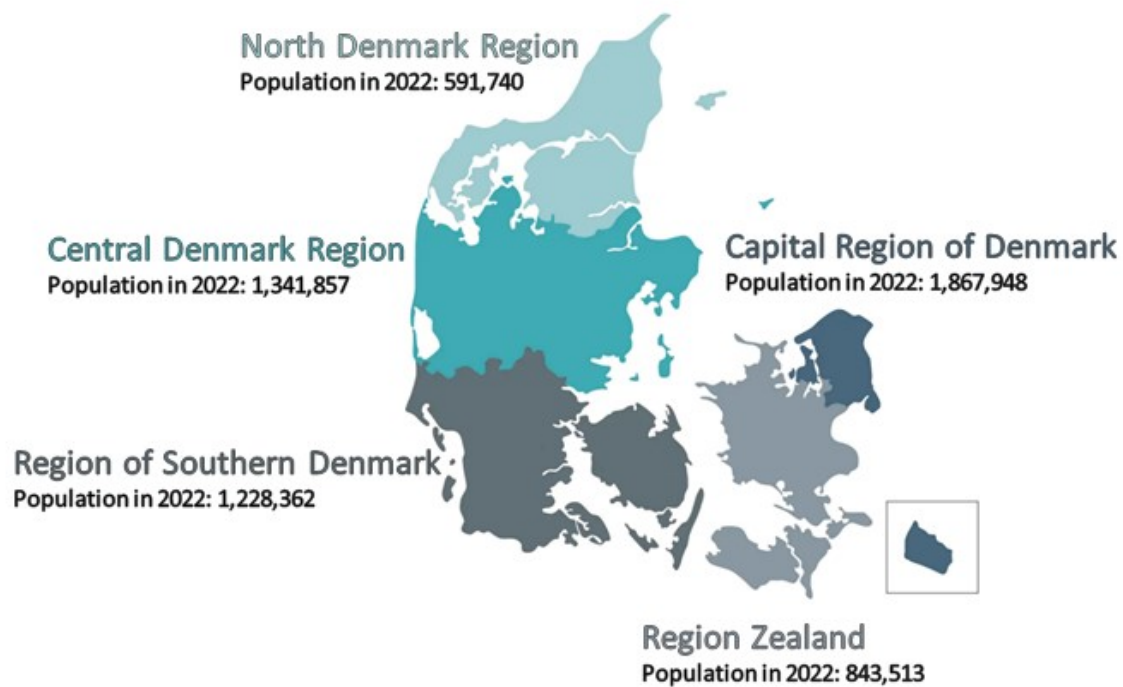 North Denmark Region
Population in 2022: 591,740
Central Denmark Region
Population in 2022: 1,341,857
Capital Region of Denmark
Population in 2022: 1,867,948
Region of Southern Denmark
Population in 2022: 1,228,362
Region Zealand
Population in 2022: 843,513